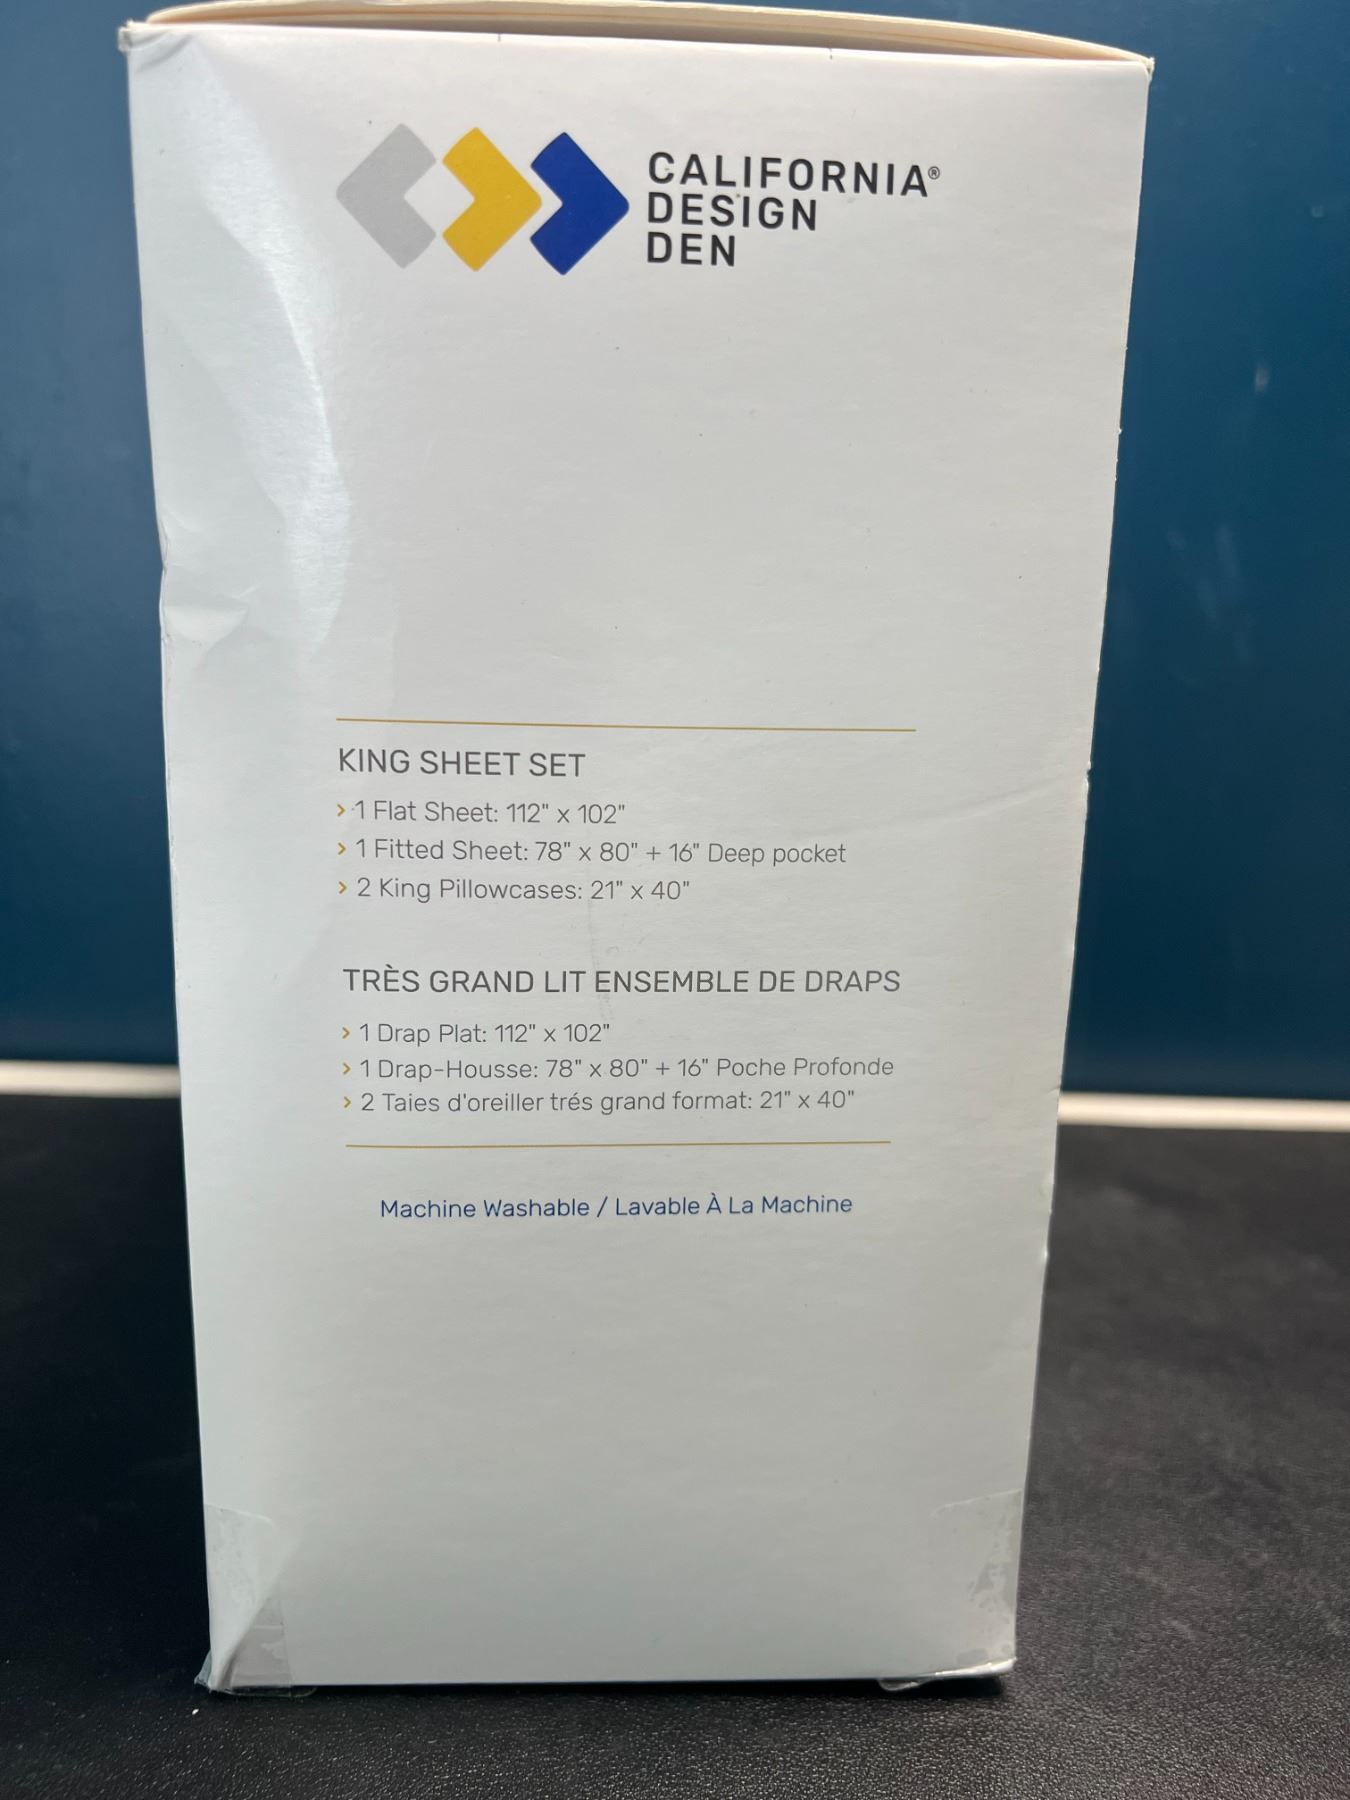 CALIFORNIA®
DESIGN
DEN
KING SHEET SET
> 1 Flat Sheet: 112" x 102"
> 1 Fitted Sheet: 78" x 80" + 16" Deep pocket
> 2 King Pillowcases: 21" x 40"
TRÈS GRAND LIT ENSEMBLE DE DRAPS
> 1 Drap Plat: 112" x 102"
> 1 Drap-Housse: 78" x 80" + 16" Poche Profonde
> 2 Taies d'oreiller trés grand format: 21" x 40"
Machine Washable / Lavable À La Machine